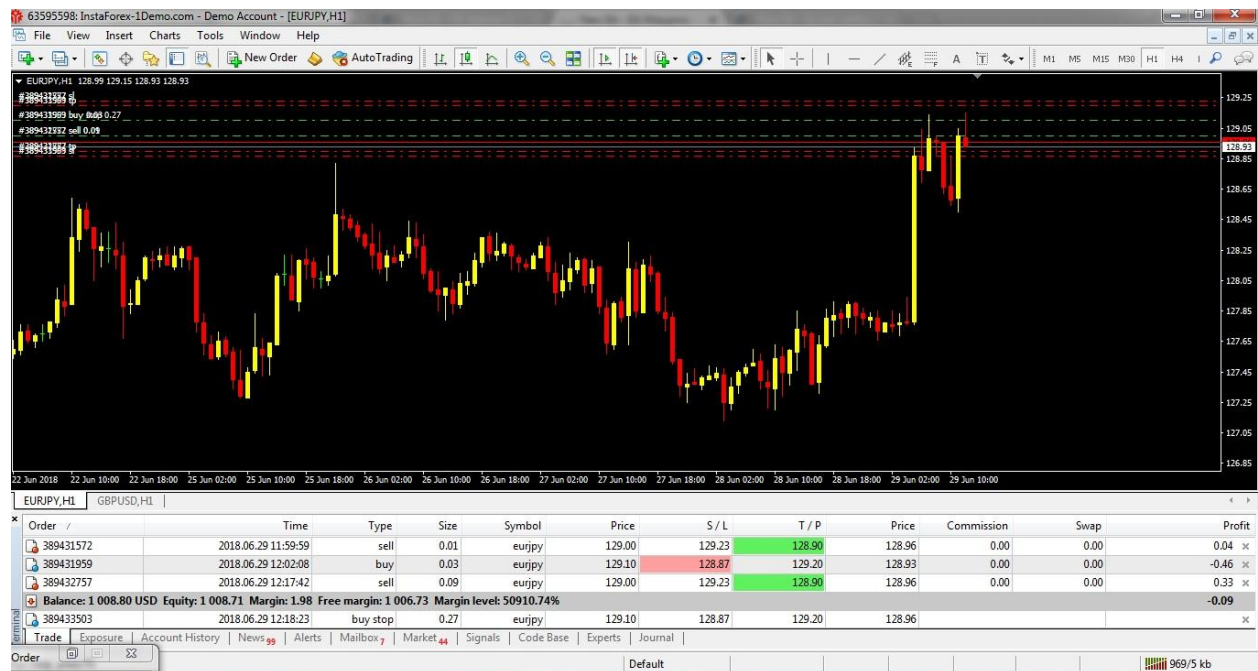 63595598: InstaForex-1Demo.com - Demo Account - [EURJPY,H1]
File View Insert Charts Tools Window Help
New Order AutoTrading M1 M5 M15 M30 H1 H4
EURJPY,H1 128.99 129.15 128.93 128.93
129.25
129.05
128.93
128.85
128.65
128.45
128.25
128.05
127.85
127.65
127.45
127.25
127.05
126.85
22 Jun 2018 22 Jun 10:00 22 Jun 18:00 25 Jun 02:00 25 Jun 10:00 25 Jun 18:00 26 Jun 02:00 26 Jun 10:00 26 Jun 18:00 27 Jun 02:00 27 Jun 10:00 27 Jun 18:00 28 Jun 02:00 28 Jun 10:00 28 Jun 18:00 29 Jun 02:00 29 Jun 10:00
EURJPY,H1 GBPUSD,H1
Order / Time Type Size Symbol Price S / L T / P Price Commission Swap Profit
389431572 2018.06.29 11:59:59 sell 0.01 eurjpy 129.00 129.23 128.90 128.96 0.00 0.00 0.04
389431959 2018.06.29 12:02:08 buy 0.03 eurjpy 129.10 128.87 129.20 128.93 0.00 0.00 -0.46
389432757 2018.06.29 12:17:42 sell 0.09 eurjpy 129.00 129.23 128.90 128.96 0.00 0.00 0.33
Balance: 1 008.80 USD Equity: 1 008.71 Margin: 1.98 Free margin: 1 006.73 Margin level: 50910.74% -0.09
389433503 2018.06.29 12:18:23 buy stop 0.27 eurjpy 129.10 128.87 129.20 128.96
Trade Exposure Account History News 99 Alerts Mailbox 7 Market 44 Signals Code Base Experts Journal
Order
Default 969/5 kb